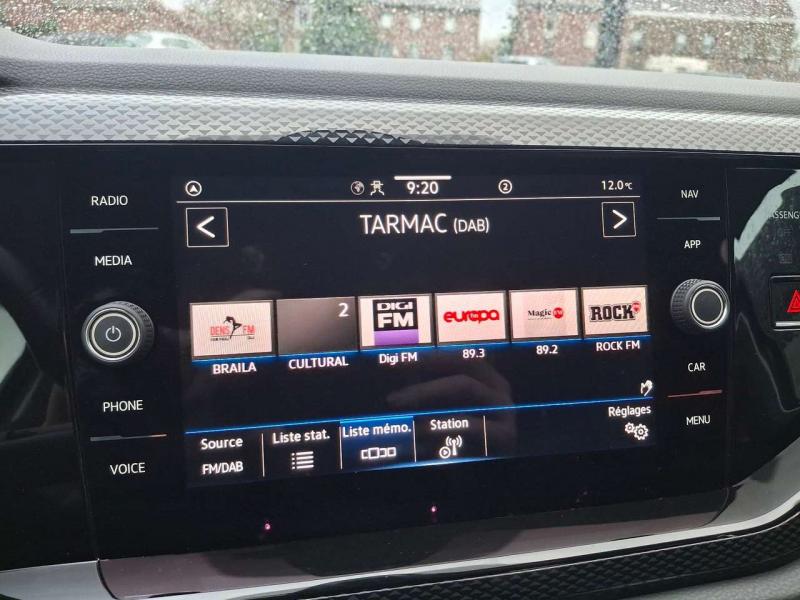 9:20
2
12.0°C
RADIO
NAV
TARMAC (DAB)
MEDIA
APP
DENS FM
2
DIGI FM
europa
Magic FM
ROCK
BRAILA
CULTURAL
Digi FM
89.3
89.2
ROCK FM
CAR
PHONE
Source
FM/DAB
Liste stat.
Liste mémo.
Station
Réglages
MENU
VOICE